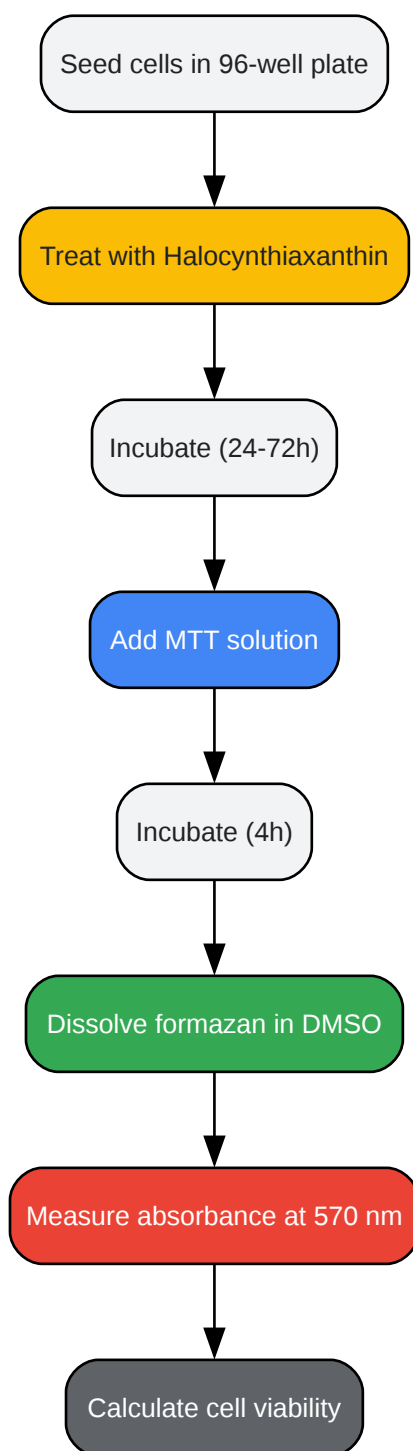 Seed cells in 96-well plate
Treat with Halocynthiaxanthin
Incubate (24-72h)
Add MTT solution
Incubate (4h)
Dissolve formazan in DMSO
Measure absorbance at 570 nm
Calculate cell viability